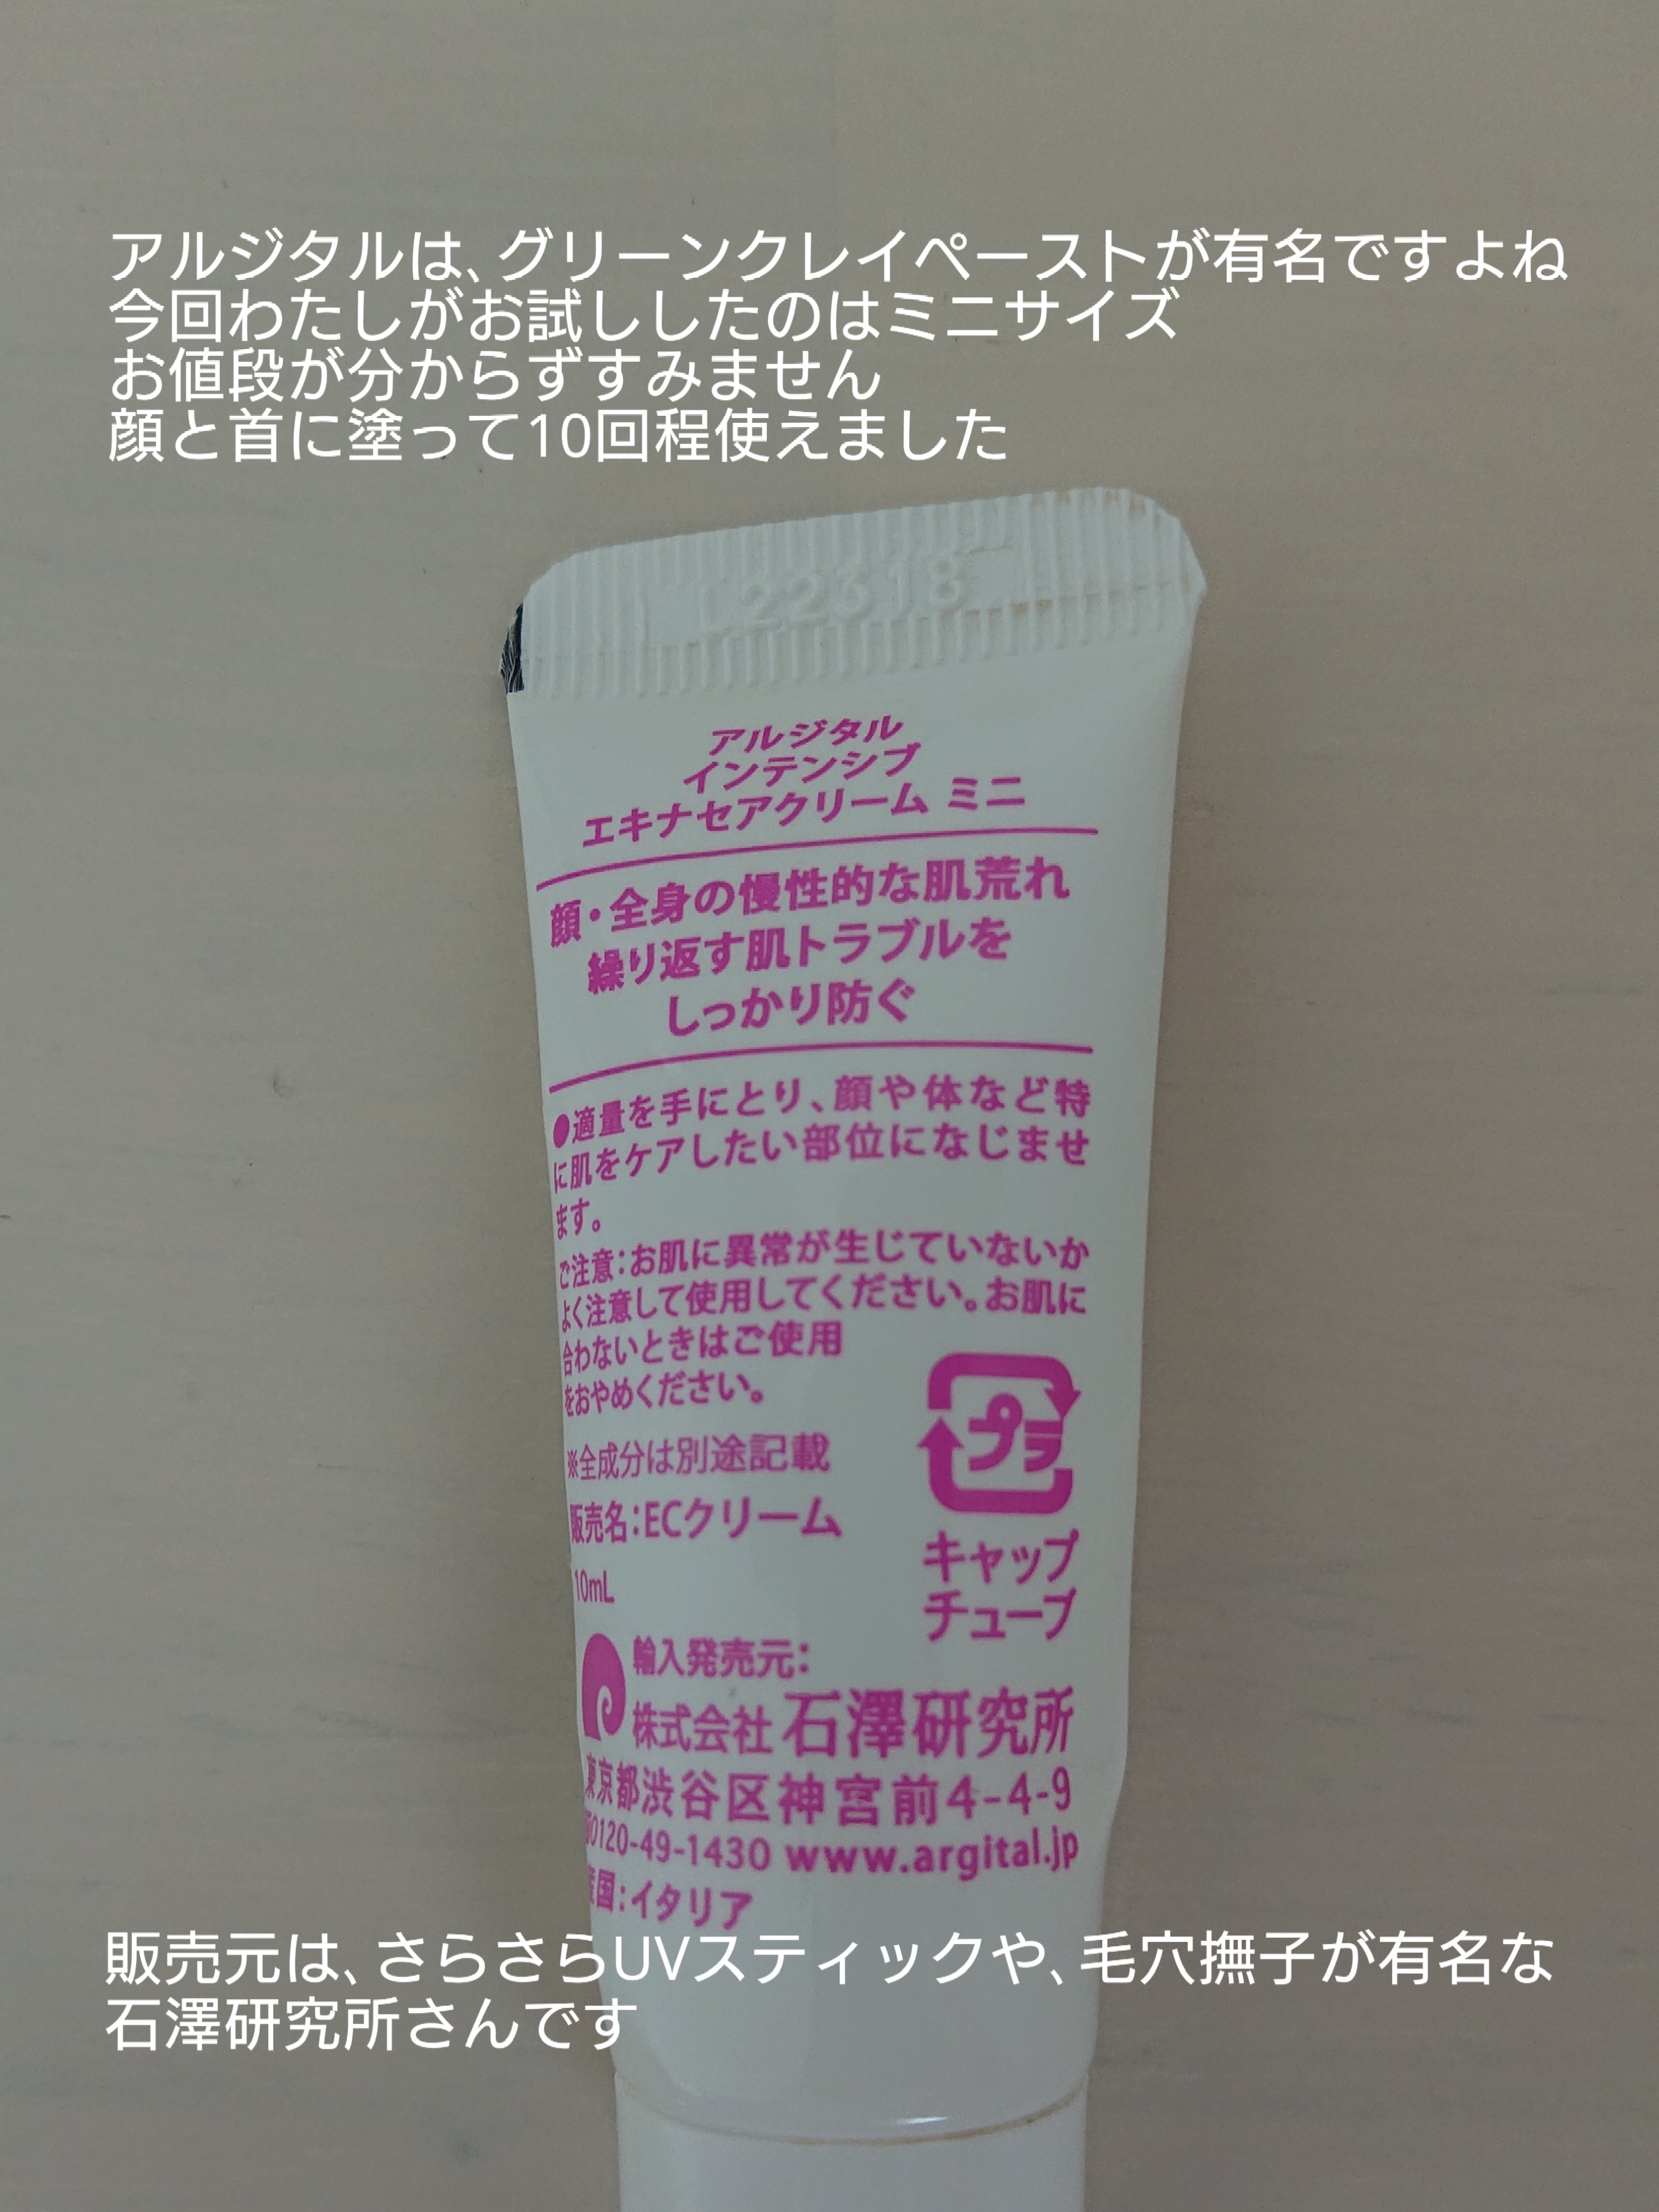 アルジタルは、グリーンクレイペーストが有名ですよね
今回わたしがお試ししたのはミニサイズ
お値段が分からずすみません
顔と首に塗って10回程使えました
L22318
アルジタル
インテンシブ
エキナセアクリーム ミニ
顔・全身の慢性的な肌荒れ
繰り返す肌トラブルを
しっかり防ぐ
●適量を手にとり、顔や体など特
に肌をケアしたい部位になじませ
ます。
ご注意：お肌に異常が生じていないか
よく注意して使用してください。お肌に
合わないときはご使用
をおやめください。
※全成分は別途記載
販売名：ECクリーム
10mL
プラ
キャップ
チューブ
輸入発売元：
株式会社 石澤研究所
東京都渋谷区神宮前4-4-9
0120-49-1430 www.argital.jp
産国：イタリア
販売元は、さらさらUVスティックや、毛穴撫子が有名な
石澤研究所さんです